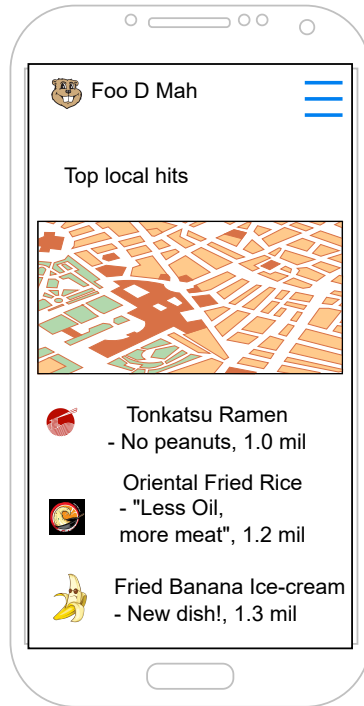 Foo D Mah
Top local hits
Tonkatsu Ramen
- No peanuts, 1.0 mil
Oriental Fried Rice
- "Less Oil,
more meat", 1.2 mil
Fried Banana Ice-cream
- New dish!, 1.3 mil